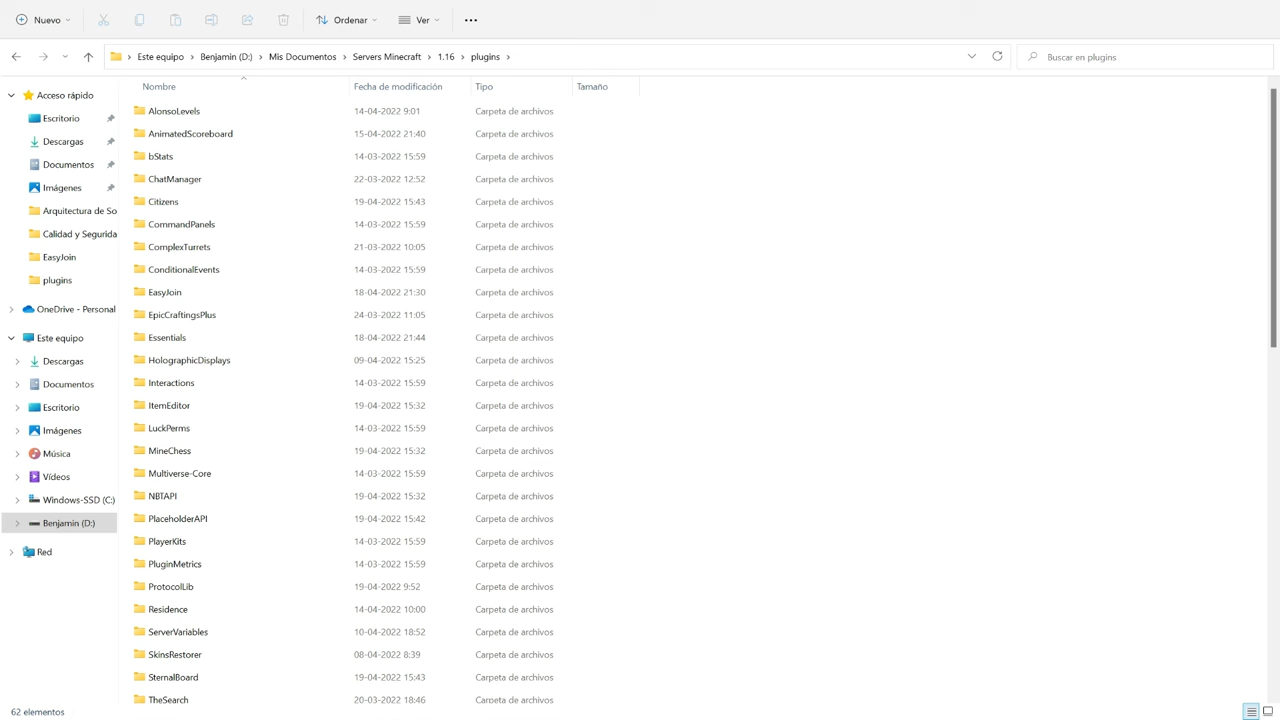 Nuevo Ordenar Ver
Este equipo Benjamin (D:) Mis Documentos Servers Minecraft 1.16 plugins Buscar en plugins
Nombre Fecha de modificación Tipo Tamaño
Acceso rápido
Escritorio
Descargas
Documentos
Imágenes
Arquitectura de So
Calidad y Segurida
EasyJoin
plugins
OneDrive - Personal
Este equipo
Descargas
Documentos
Escritorio
Imágenes
Música
Vídeos
Windows-SSD (C:)
Benjamin (D:)
Red
AlonsoLevels 14-04-2022 9:01 Carpeta de archivos
AnimatedScoreboard 15-04-2022 21:40 Carpeta de archivos
bStats 14-03-2022 15:59 Carpeta de archivos
ChatManager 22-03-2022 12:52 Carpeta de archivos
Citizens 19-04-2022 15:43 Carpeta de archivos
CommandPanels 14-03-2022 15:59 Carpeta de archivos
ComplexTurrets 21-03-2022 10:05 Carpeta de archivos
ConditionalEvents 14-03-2022 15:59 Carpeta de archivos
EasyJoin 18-04-2022 21:30 Carpeta de archivos
EpicCraftingsPlus 24-03-2022 11:05 Carpeta de archivos
Essentials 18-04-2022 21:44 Carpeta de archivos
HolographicDisplays 09-04-2022 15:25 Carpeta de archivos
Interactions 14-03-2022 15:59 Carpeta de archivos
ItemEditor 19-04-2022 15:32 Carpeta de archivos
LuckPerms 14-03-2022 15:59 Carpeta de archivos
MineChess 19-04-2022 15:32 Carpeta de archivos
Multiverse-Core 14-03-2022 15:59 Carpeta de archivos
NBTAPI 19-04-2022 15:32 Carpeta de archivos
PlaceholderAPI 19-04-2022 15:42 Carpeta de archivos
PlayerKits 14-03-2022 15:59 Carpeta de archivos
PluginMetrics 14-03-2022 15:59 Carpeta de archivos
ProtocolLib 19-04-2022 9:52 Carpeta de archivos
Residence 14-04-2022 10:00 Carpeta de archivos
ServerVariables 10-04-2022 18:52 Carpeta de archivos
SkinsRestorer 08-04-2022 8:39 Carpeta de archivos
SternalBoard 19-04-2022 15:43 Carpeta de archivos
TheSearch 20-03-2022 18:46 Carpeta de archivos
62 elementos